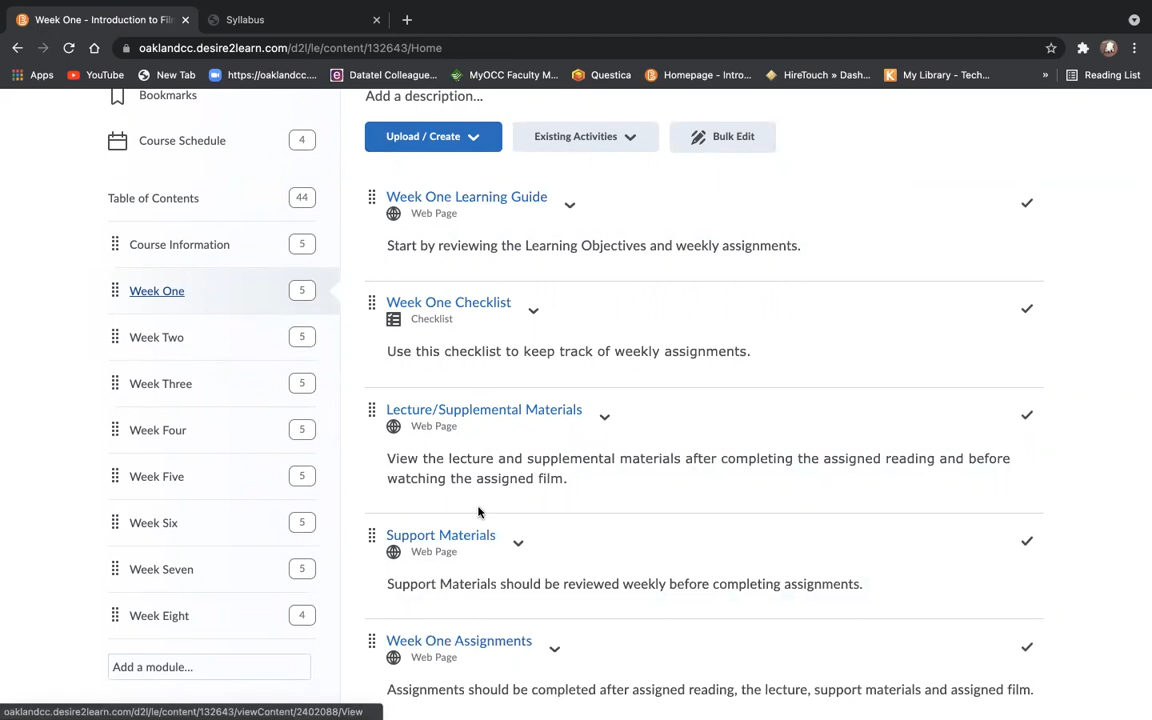 Week One - Introduction to Fil
Syllabus
oaklandcc.desire2learn.com/d2l/le/content/132643/Home
Apps
YouTube
New Tab
https://oaklandcc....
Datatel Colleague...
MyOCC Faculty M...
Questica
Homepage - Intro...
HireTouch » Dash...
My Library - Tech...
»
Reading List
Bookmarks
Course Schedule
4
Table of Contents
44
Course Information
5
Week One
5
Week Two
5
Week Three
5
Week Four
5
Week Five
5
Week Six
5
Week Seven
5
Week Eight
4
Add a module...
Add a description...
Upload / Create
Existing Activities
Bulk Edit
Week One Learning Guide
Web Page
Start by reviewing the Learning Objectives and weekly assignments.
Week One Checklist
Checklist
Use this checklist to keep track of weekly assignments.
Lecture/Supplemental Materials
Web Page
View the lecture and supplemental materials after completing the assigned reading and before
watching the assigned film.
Support Materials
Web Page
Support Materials should be reviewed weekly before completing assignments.
Week One Assignments
Web Page
Assignments should be completed after assigned reading, the lecture, support materials and assigned film.
oaklandcc.desire2learn.com/d2l/le/content/132643/viewContent/2402088/View